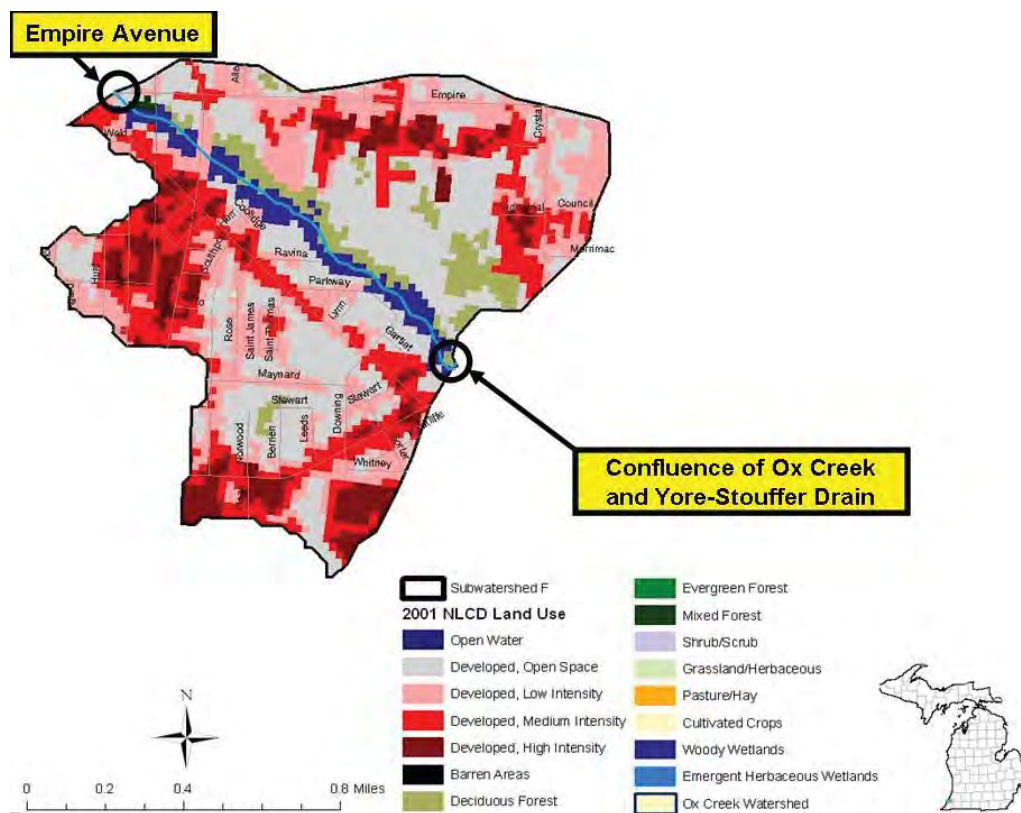 Empire Avenue
Empire
Crystal
Council
Merrimac
Coolidge
Ravina
Parkway
Lynn
Rose
Saint James
Saint Thomas
Maynard
Stewart
Stewart
Downing
Norwood
Berrien
Leeds
Whitney
Hurd
Confluence of Ox Creek
and Yore-Stouffer Drain
Subwatershed F
2001 NLCD Land Use
Open Water
Developed, Open Space
Developed, Low Intensity
Developed, Medium Intensity
Developed, High Intensity
Barren Areas
Deciduous Forest
Evergreen Forest
Mixed Forest
Shrub/Scrub
Grassland/Herbaceous
Pasture/Hay
Cultivated Crops
Woody Wetlands
Emergent Herbaceous Wetlands
Ox Creek Watershed
N
0 0.2 0.4 0.8 Miles